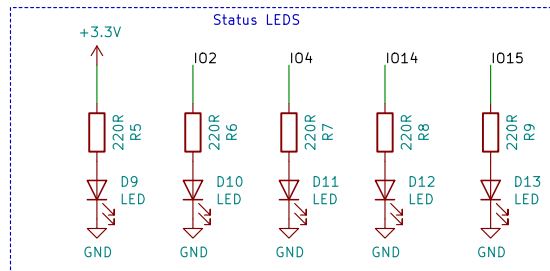 Status LEDS
+3.3V
IO2
IO4
IO14
IO15
220R
R5
220R
R6
220R
R7
220R
R8
220R
R9
D9
LED
D10
LED
D11
LED
D12
LED
D13
LED
GND
GND
GND
GND
GND